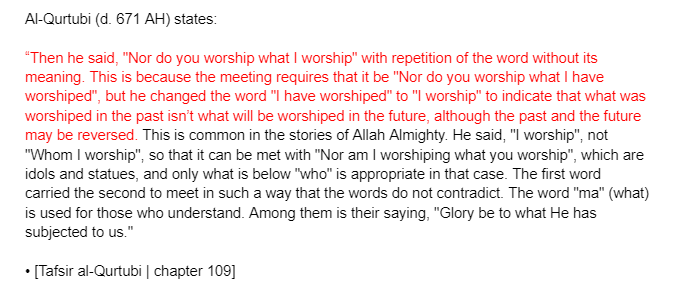 Al-Qurtubi (d. 671 AH) states:
“Then he said, "Nor do you worship what I worship" with repetition of the word without its
meaning. This is because the meeting requires that it be "Nor do you worship what I have
worshiped", but he changed the word "I have worshiped" to "I worship" to indicate that what was
worshiped in the past isn’t what will be worshiped in the future, although the past and the future
may be reversed. This is common in the stories of Allah Almighty. He said, "I worship", not
"Whom I worship", so that it can be met with "Nor am I worshiping what you worship", which are
idols and statues, and only what is below "who" is appropriate in that case. The first word
carried the second to meet in such a way that the words do not contradict. The word "ma" (what)
is used for those who understand. Among them is their saying, "Glory be to what He has
subjected to us."
• [Tafsir al-Qurtubi | chapter 109]